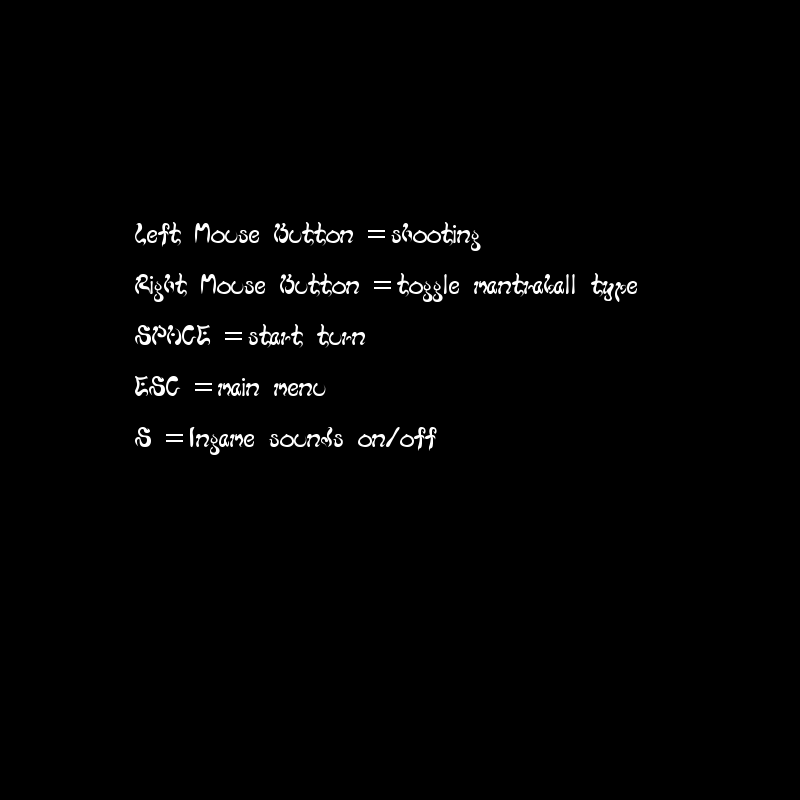 Left Mouse Button =shooting
Right Mouse Button =toggle mantraball type
SPACE =start turn
ESC =main menu
S =Ingame sounds on/off